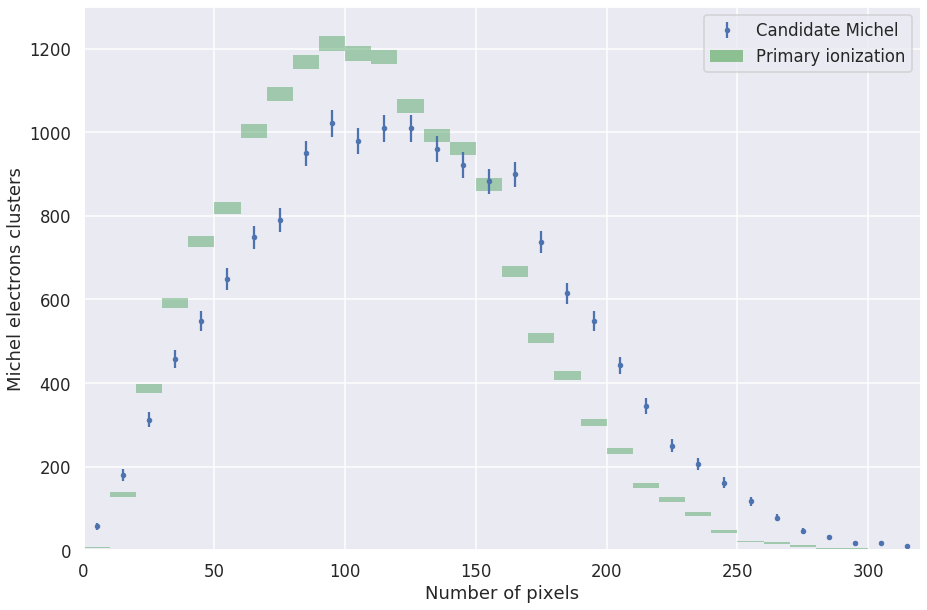 Candidate Michel
Primary ionization
Michel electrons clusters
1200
1000
800
600
400
200
0
0 50 100 150 200 250 300
Number of pixels